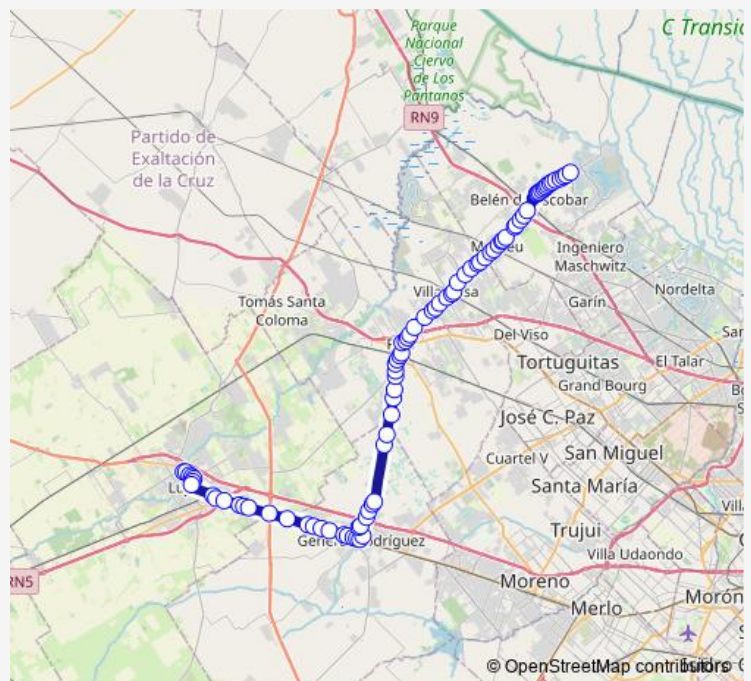 C Transic
Parque
Nacional
Ciervo
de Los
Pantanos
RN9
Partido de
Exaltación
de la Cruz
Belén de Escobar
Ingeniero
Maschwitz
Nordelta
Tomás Santa
Coloma
Garín
Del Viso
Tortuguitas
El Talar
Grand Bourg
José C. Paz
San Miguel
Cuartel V
Santa María
Trujui
Villa Udaondo
RN5
Moreno
Merlo
Morón
© OpenStreetMap contributors